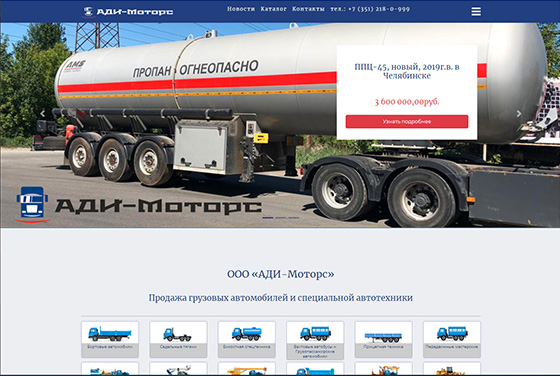 АДИ-Моторс
Новости Каталог Контакты тел.: +7 (351) 218-0-999
ПРОПАН - ОГНЕОПАСНО
ППЦ-45, новый, 2019г.в. в
Челябинске
3 600 000,00руб.
Узнать подробнее
АДИ-Моторс
ООО «АДИ-Моторс»
Продажа грузовых автомобилей и специальной автотехники
Бортовые автомобили
Седельные тягачи
Емкостная спецтехника
Вахтовые автобусы и
Грузопассажирские
автомобили
Прицепная техника
Передвижные мастерские